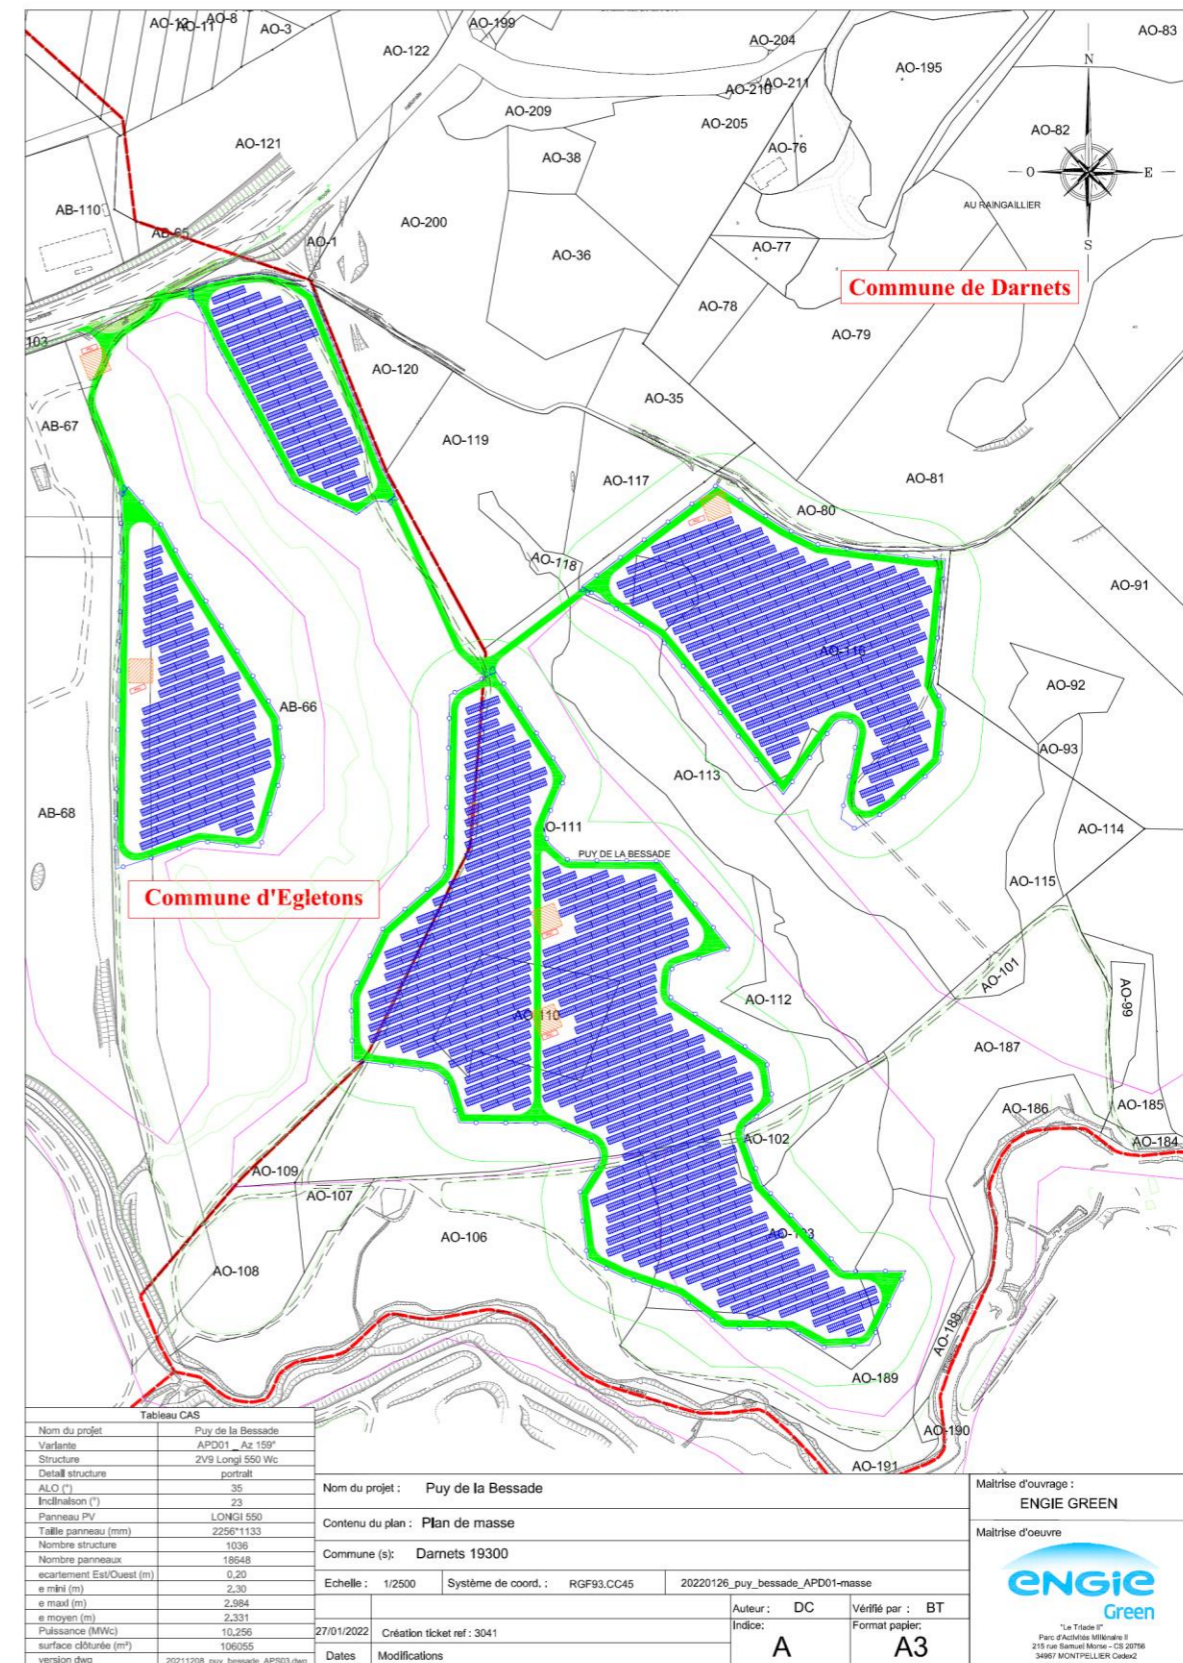 AO-12
AO-11
AO-8
AO-3
AO-122
AO-199
AO-204
AO-83
AO-210
AO-211
AO-195
AO-209
AO-205
AO-82
AO-121
AO-38
AO-76
N
O
E
S
AB-110
AB-65
AO-1
AO-200
AO-36
AO-77
AU RAINGAILLIER
Commune de Darnets
AO-78
AO-79
103
AO-120
AO-35
AB-67
AO-119
AO-117
AO-81
AO-80
AO-118
AO-91
AO-116
AO-92
AB-66
AO-93
AO-113
AB-68
AO-111
PUY DE LA BESSADE
AO-114
Commune d'Egletons
AO-115
AO-101
AO-99
AO-112
AO-110
AO-187
AO-186
AO-185
AO-184
AO-102
AO-109
AO-107
AO-106
AO-103
AO-108
AO-188
AO-189
AO-190
AO-191
Tableau CAS
Nom du projet Puy de la Bessade
Variante APD01 _ Az 159°
Structure 2V9 Longi 550 Wc
Detail structure portrait
ALO (°) 35
Inclinaison (°) 23
Panneau PV LONGI 550
Taille panneau (mm) 2256*1133
Nombre structure 1036
Nombre panneaux 18648
ecartement Est/Ouest (m) 0,20
e mini (m) 2,30
e maxi (m) 2,984
e moyen (m) 2,331
Puissance (MWc) 10,256
surface clôturée (m²) 106055
version dwg 20211208_puy_bessade_APS03.dwg
Nom du projet : Puy de la Bessade
Contenu du plan : Plan de masse
Commune (s): Darnets 19300
Echelle : 1/2500 Système de coord. : RGF93.CC45 20220126_puy_bessade_APD01-masse
Auteur : DC Vérifié par : BT
27/01/2022 Création ticket ref : 3041
Indice: A Format papier: A3
Dates Modifications
Maitrise d'ouvrage :
ENGIE GREEN
Maitrise d'oeuvre
ENGIE
Green
"Le Triade II"
Parc d'Activités Millénaire II
215 rue Samuel Morse - CS 20756
34967 MONTPELLIER Cedex2